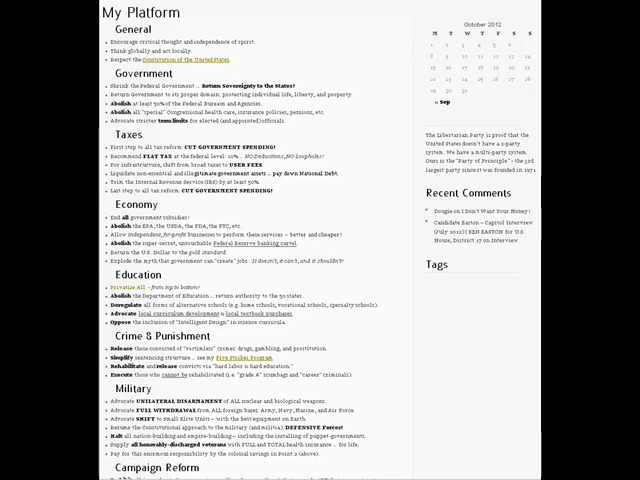 My Platform
General
Encourage critical thought and independence of spirit.
Think globally and act locally.
Respect the Constitution of the United States.
Government
Shrink the Federal Government ... Return Sovereignty to the States!
Return Government to its proper domain: protecting individual life, liberty, and property.
Abolish at least 50% of the Federal Bureaus and Agencies.
Abolish all "special" Congressional health care, insurance policies, pensions, etc.
Advocate stricter term limits for elected (and appointed) officials.
Taxes
First step to all tax reform: CUT GOVERNMENT SPENDING!
Recommend FLAT TAX at the federal level: 10% ... NO Deductions, NO Loopholes!
For infrastructure, shift from broad taxes to USER FEES.
Liquidate non-essential and illegitimate government assets ... pay down National Debt.
Trim the Internal Revenue Service (IRS) by at least 50%.
Last step to all tax reform: CUT GOVERNMENT SPENDING!
Economy
End all government subsidies!
Abolish the EPA, the USDA, the FDA, the FTC, etc.
Allow independent, for-profit businesses to perform these services – better and cheaper!
Abolish the super-secret, untouchable Federal Reserve banking cartel.
Return the U.S. Dollar to the gold standard.
Explode the myth that government can "create" jobs. It doesn't, it can't, and it shouldn't!
Education
Privatize All - from top to bottom!
Abolish the Department of Education ... return authority to the 50 states.
Deregulate all forms of alternative schools (e.g. home schools, vocational schools, specialty schools)
Advocate local curriculum development & local textbook purchases.
Oppose the inclusion of "Intelligent Design" in science curricula.
Crime & Punishment
Release those convicted of "victimless" crimes: drugs, gambling, and prostitution.
Simplify sentencing structure ... see my Five Strikes Program.
Rehabilitate and release convicts via "hard labor & hard education."
Execute those who cannot be rehabilitated (i.e. "grade A" scumbags and "career" criminals).
Military
Advocate UNILATERAL DISARMAMENT of ALL nuclear and biological weapons.
Advocate FULL WITHDRAWAL from ALL foreign bases: Army, Navy, Marine, and Air Force.
Advocate SHIFT to Small Elite Units – with the best equipment on Earth.
Resume the Constitutional approach to the military (and militia): DEFENSIVE Forces!
Halt all nation-building and empire-building – including the installing of puppet-governments.
Supply all honorably-discharged veterans with FULL and TOTAL health insurance ... for life.
Pay for this enormous responsibility by the colossal savings in Point 2 (above).
Campaign Reform
October 2012
M T W T F S S
1 2 3 4 5 6
8 9 10 11 12 13 14
15 16 17 18 19 20 21
22 23 24 25 26 27 28
29 30 31
« Sep
The Libertarian Party is proof that the
United States doesn't have a 2-party
system. We have a multi-party system.
Ours is the "Party of Principle" - the 3rd
largest party since it was founded in 1971.
Recent Comments
Dougie on I Don't Want Your Money!
Candidate Easton – Capitol Interview
(July 2012) | BEN EASTON for U.S.
House, District 17 on Interview
Tags